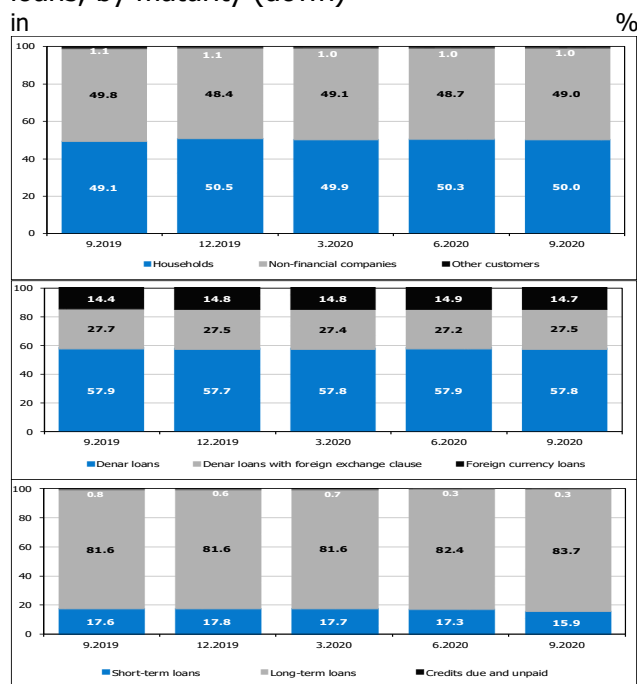 loans, by maturity (down)
in %
100
1.1 1.1 1.0 1.0 1.0
80
49.8 48.4 49.1 48.7 49.0
60
40
49.1 50.5 49.9 50.3 50.0
20
0
9.2019 12.2019 3.2020 6.2020 9.2020
Households Non-financial companies Other customers
100
14.4 14.8 14.8 14.9 14.7
80
27.7 27.5 27.4 27.2 27.5
60
40
57.9 57.7 57.8 57.9 57.8
20
0
9.2019 12.2019 3.2020 6.2020 9.2020
Denar loans Denar loans with foreign exchange clause Foreign currency loans
100
0.8 0.6 0.7 0.3 0.3
80
81.6 81.6 81.6 82.4 83.7
60
40
20
17.6 17.8 17.7 17.3 15.9
0
9.2019 12.2019 3.2020 6.2020 9.2020
Short-term loans Long-term loans Credits due and unpaid